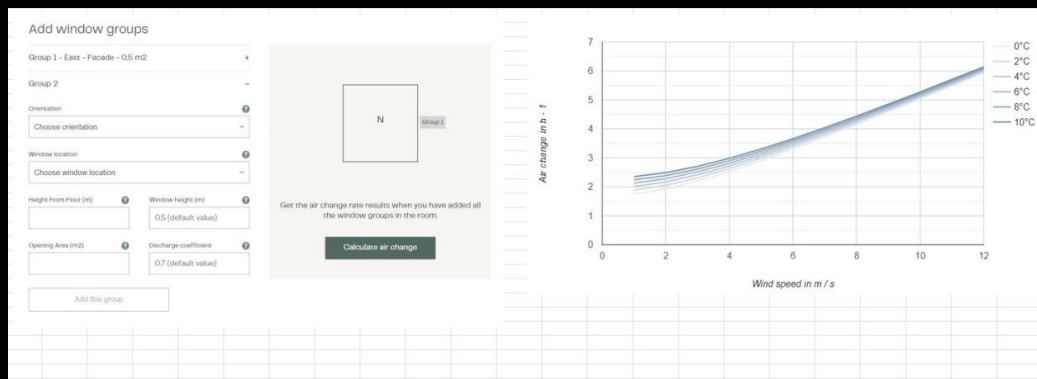 Add window groups
Group 1 - East - Facade - 0,5 m2 +
Group 2 -
Orientation ?
Choose orientation
Window location ?
Choose window location
Height From Floor (m) ? Window height (m) ?
0.5 (default value)
Opening Area (m2) ? Discharge coefficient ?
0.7 (default value)
Add this group
N
Group 1
Get the air change rate results when you have added all
the window groups in the room.
Calculate air change
Air change in h - 1
7
6
5
4
3
2
1
0
0 2 4 6 8 10 12
Wind speed in m / s
0°C
2°C
4°C
6°C
8°C
10°C